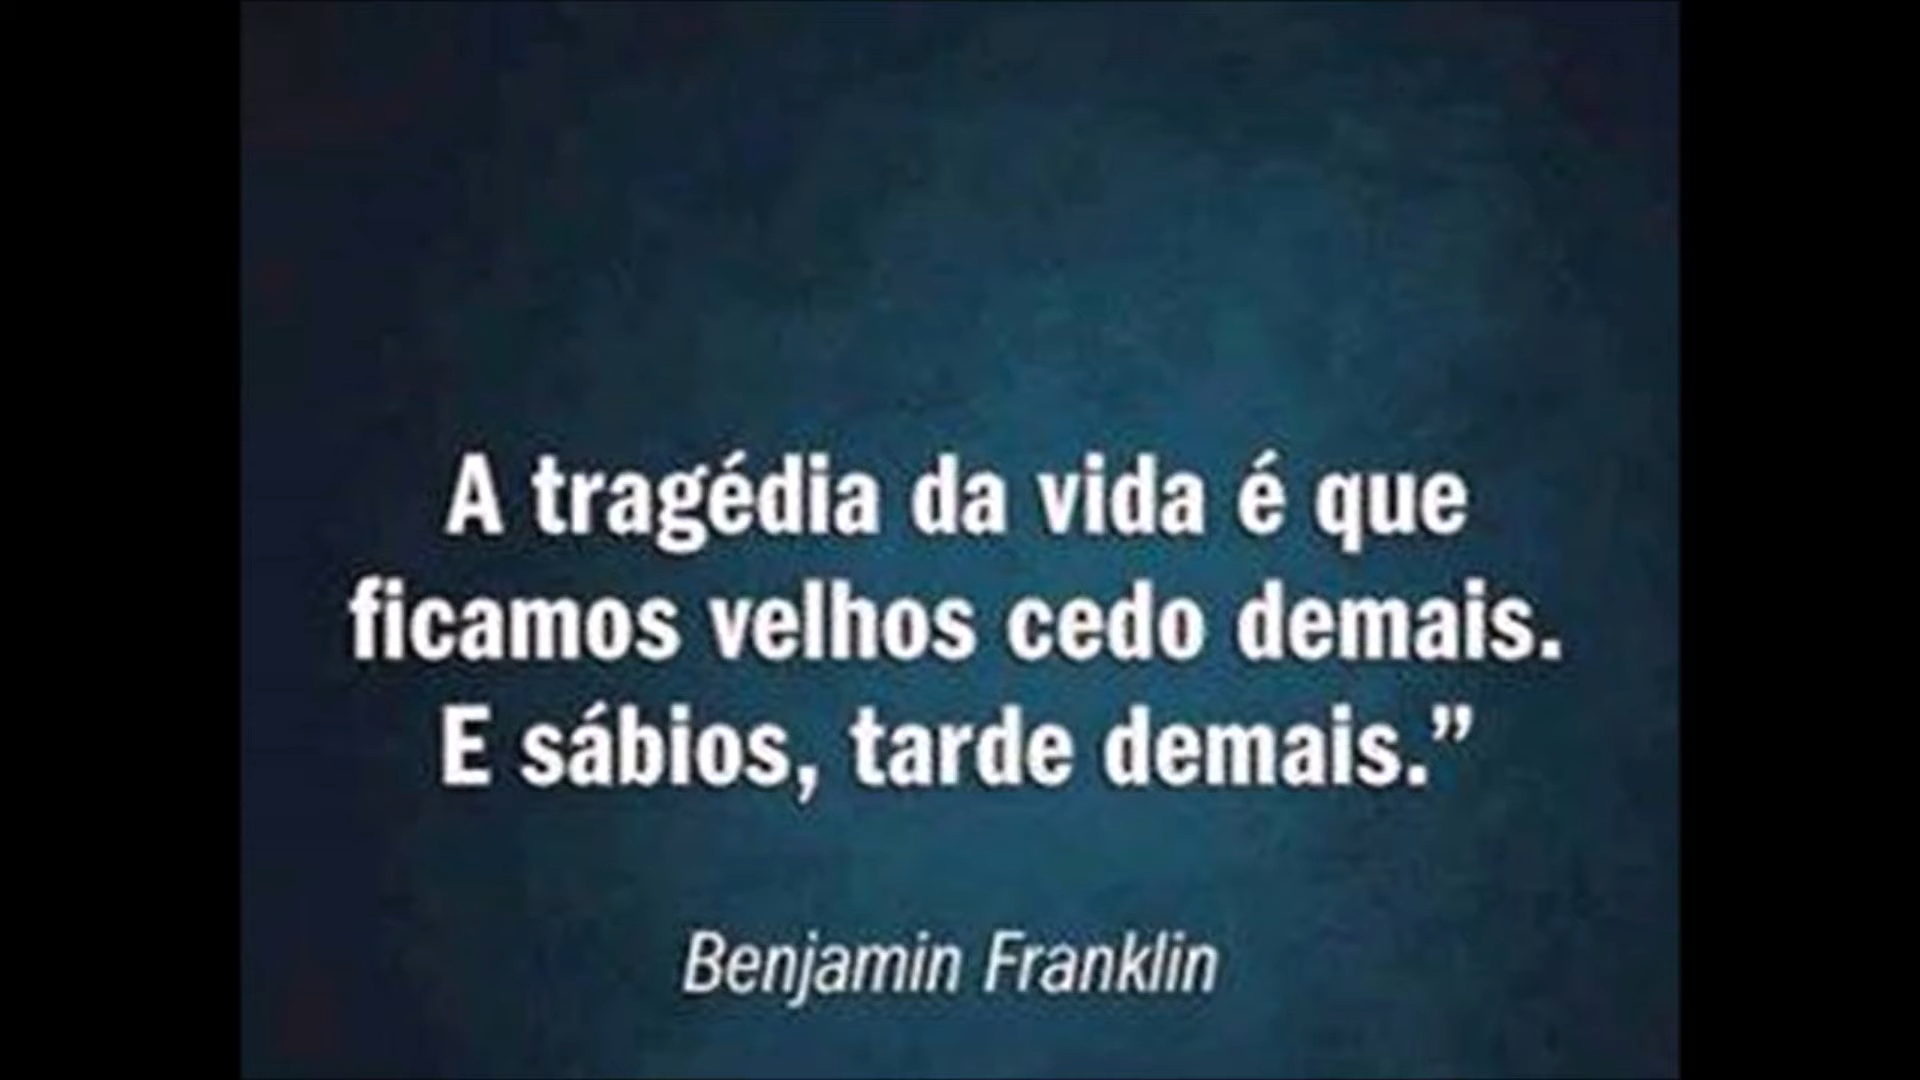 A tragédia da vida é que
ficamos velhos cedo demais.
E sábios, tarde demais.”
Benjamin Franklin